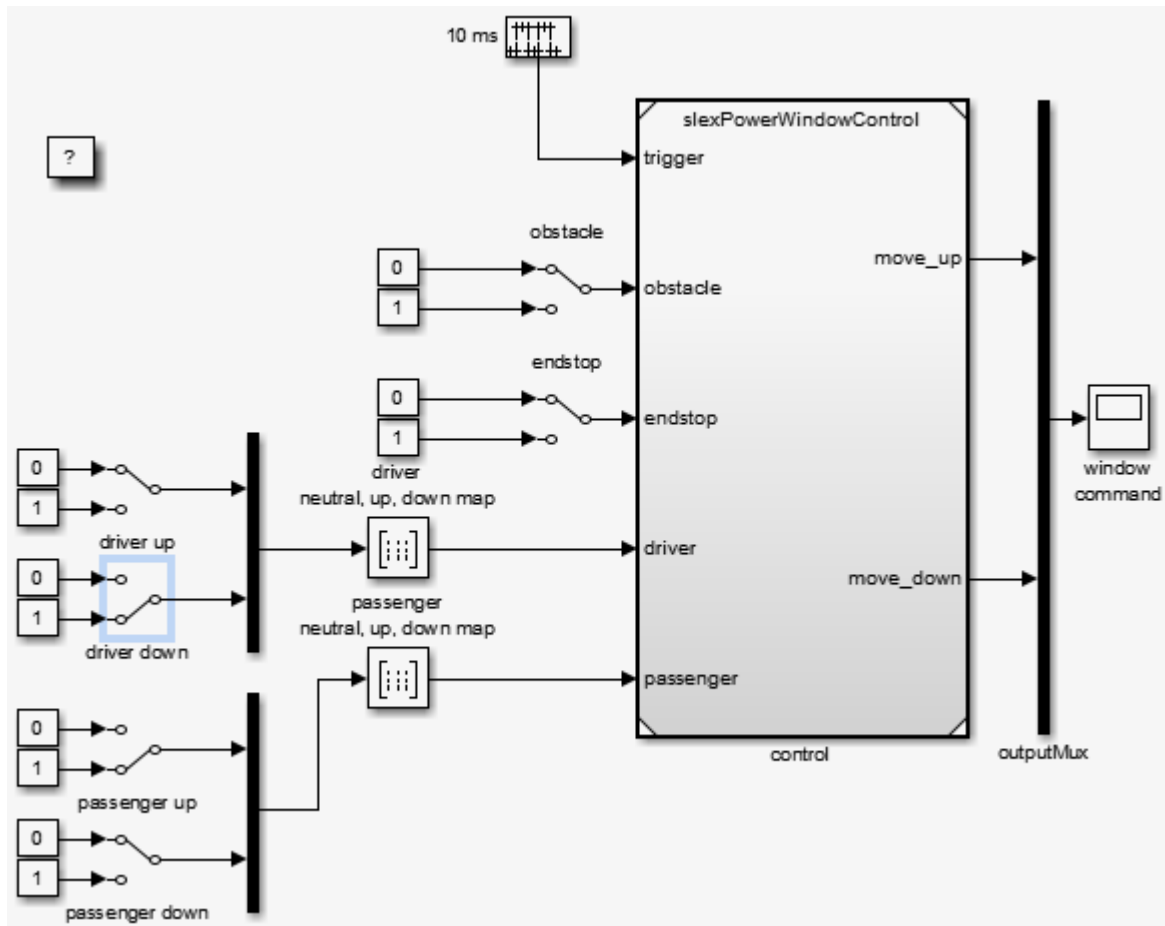 10 ms
slexPowerWindowControl
trigger
?
obstacle
0
1
obstacle
move_up
endstop
0
1
endstop
window
command
driver
neutral, up, down map
0
1
driver up
driver
move_down
0
1
driver down
passenger
neutral, up, down map
passenger
0
1
passenger up
control
outputMux
0
1
passenger down